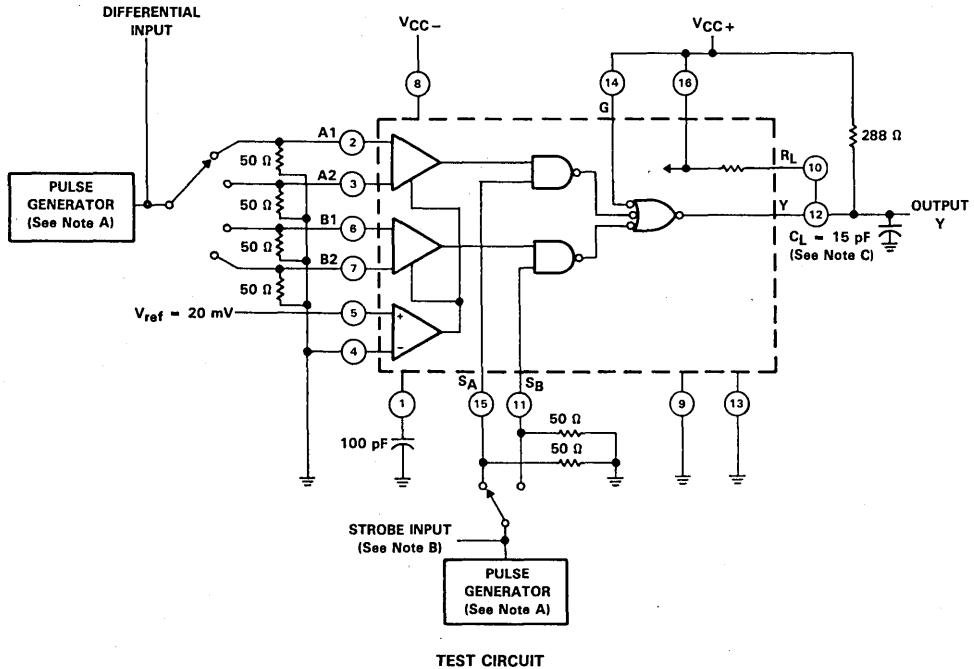 DIFFERENTIAL
INPUT
VCC−
VCC+
8
14
16
G
A1
2
50 Ω
288 Ω
RL
10
A2
3
50 Ω
PULSE
GENERATOR
(See Note A)
B1
6
50 Ω
Y
12
OUTPUT
Y
CL = 15 pF
(See Note C)
B2
7
50 Ω
Vref = 20 mV
5
+
4
−
SA
SB
1
15
11
9
13
100 pF
50 Ω
50 Ω
STROBE INPUT
(See Note B)
PULSE
GENERATOR
(See Note A)
TEST CIRCUIT